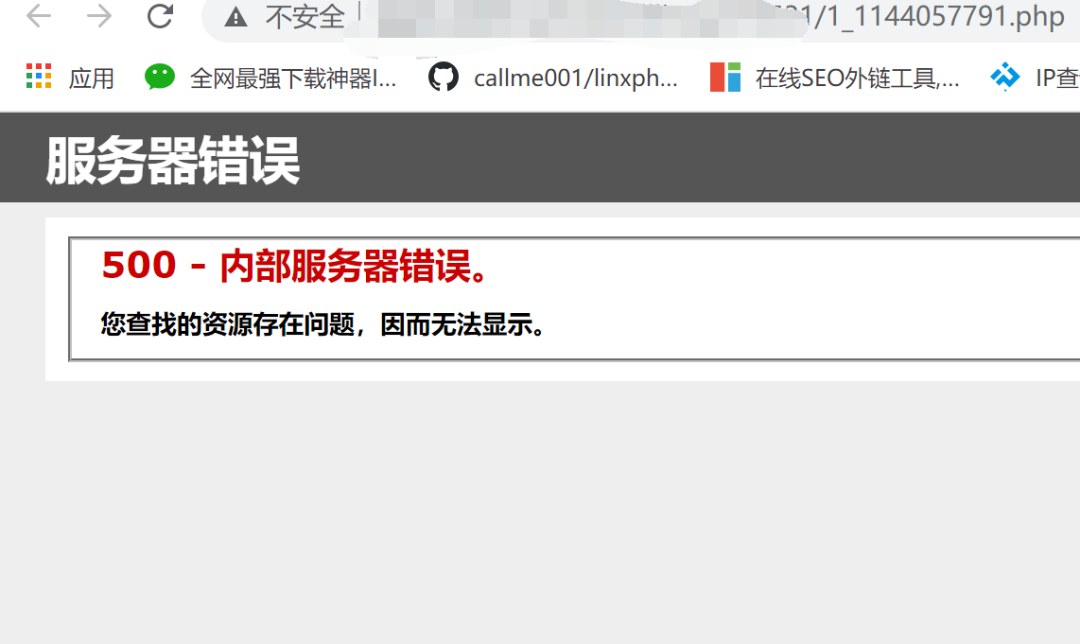 不安全
1/1_1144057791.php
应用
全网最强下载神器I...
callme001/linxph...
在线SEO外链工具,...
IP查
服务器错误
500 - 内部服务器错误。
您查找的资源存在问题，因而无法显示。